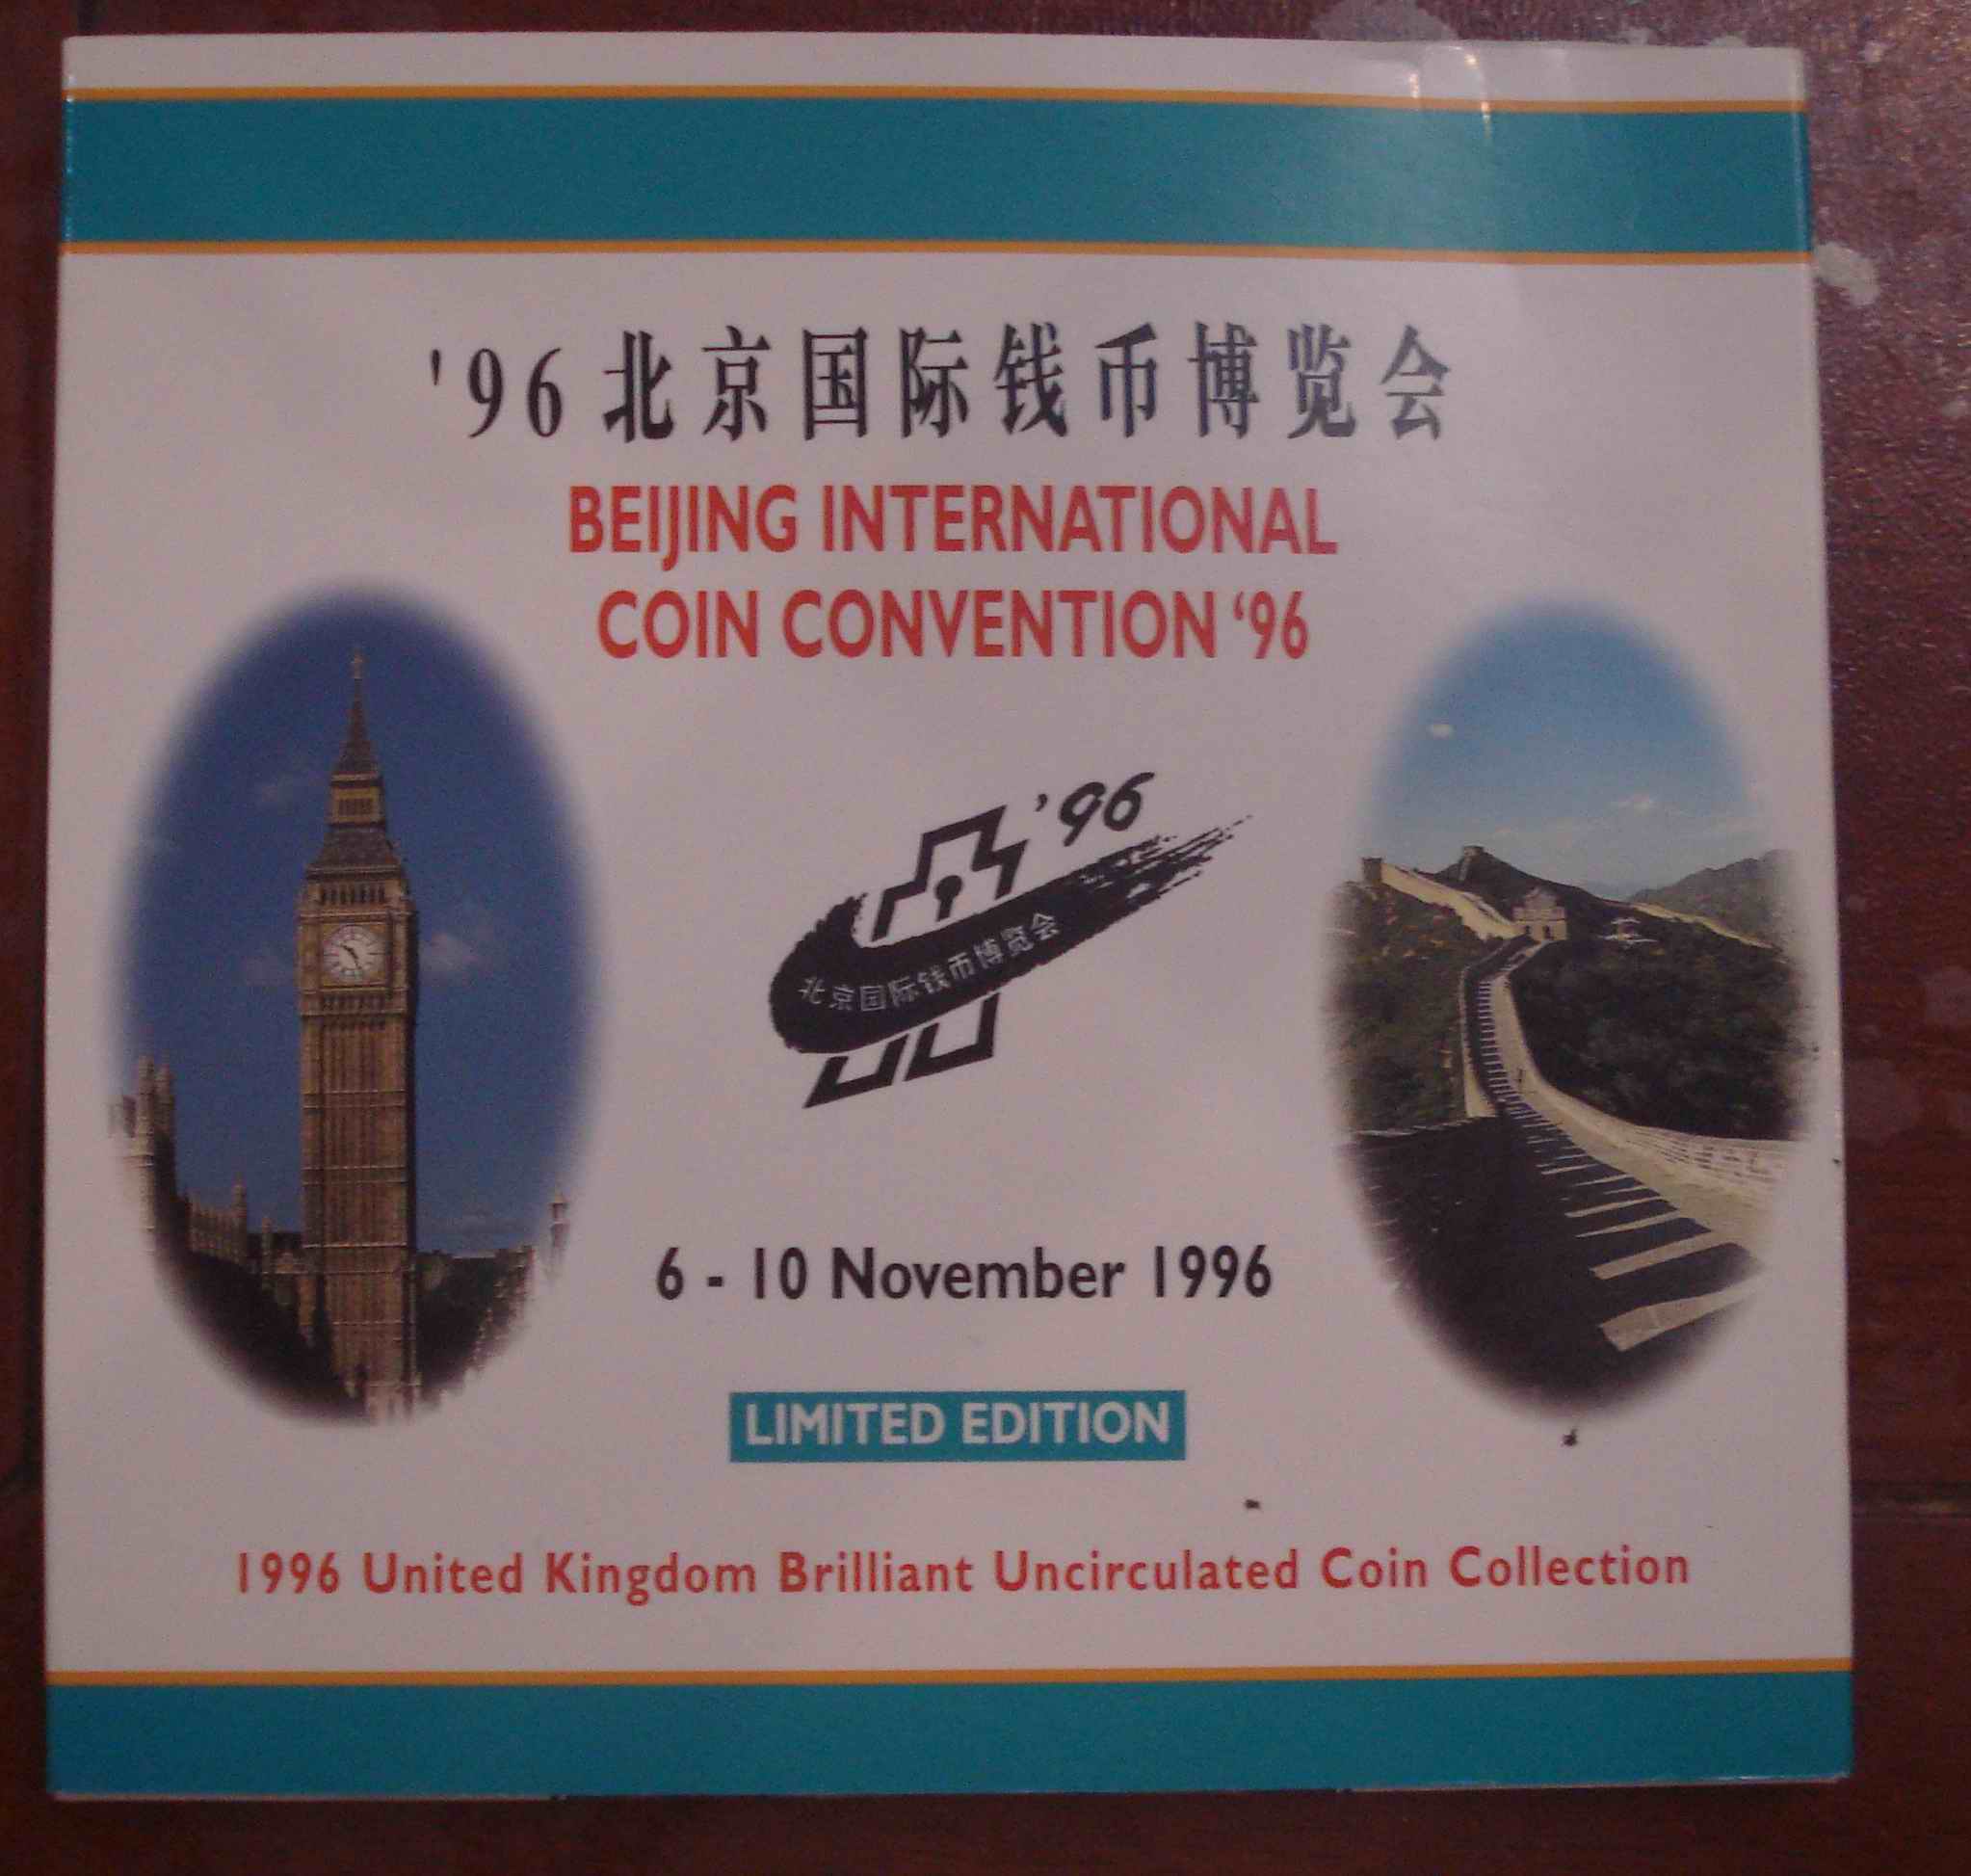 '96 北京国际钱币博览会
BEIJING INTERNATIONAL
COIN CONVENTION ‘96
’96
北京国际钱币博览会
6 - 10 November 1996
LIMITED EDITION
1996 United Kingdom Brilliant Uncirculated Coin Collection